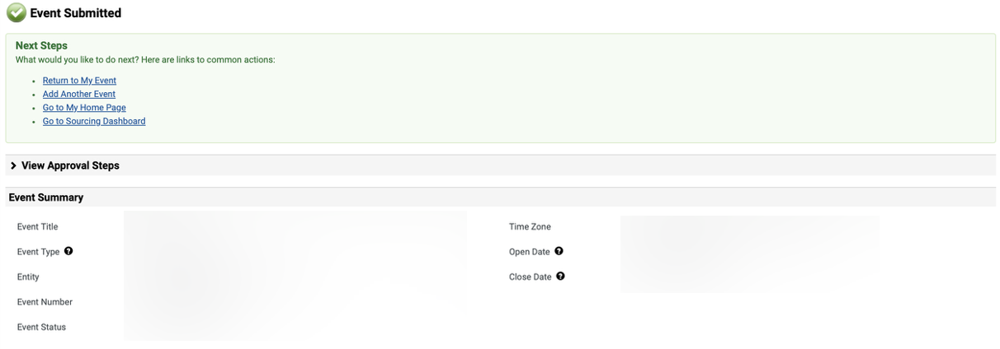 Event Submitted
Next Steps
What would you like to do next? Here are links to common actions:
Return to My Event
Add Another Event
Go to My Home Page
Go to Sourcing Dashboard
View Approval Steps
Event Summary
Event Title
Event Type
Entity
Event Number
Event Status
Time Zone
Open Date
Close Date